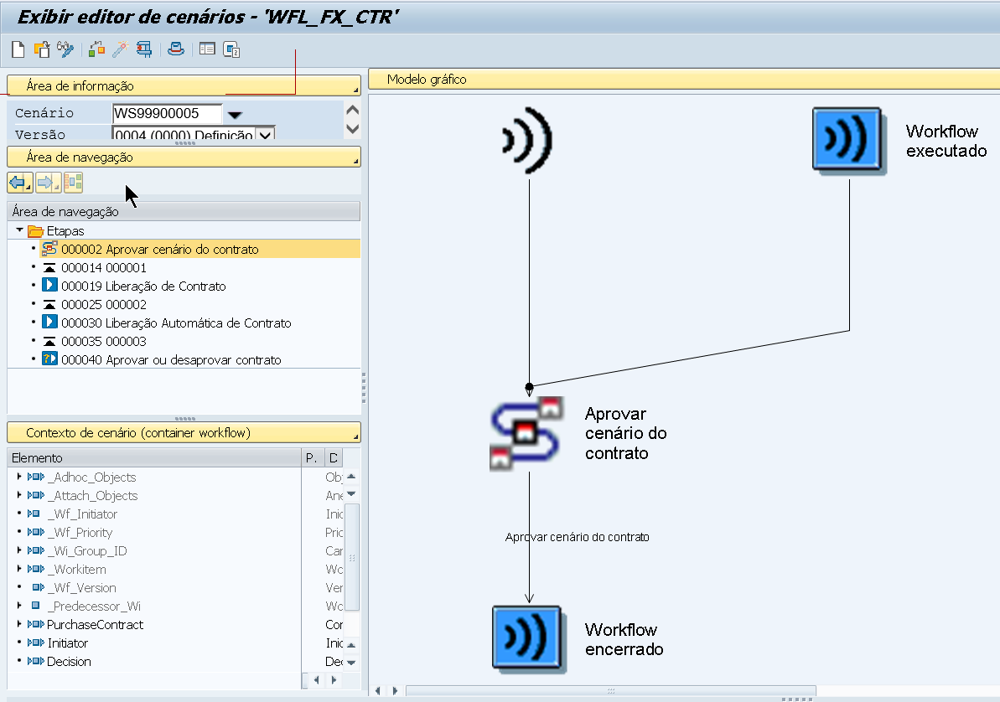 Exibir editor de cenários - 'WFL_FX_CTR'
Área de informação
Cenário WS99900005
Versão 0004 (0000) Definição
Área de navegação
Área de navegação
Etapas
000002 Aprovar cenário do contrato
000014 000001
000019 Liberação de Contrato
000025 000002
000030 Liberação Automática de Contrato
000035 000003
000040 Aprovar ou desaprovar contrato
Contexto de cenário (container workflow)
Elemento P. D
_Adhoc_Objects Obj
_Attach_Objects Ane
_Wf_Initiator Inic
_Wf_Priority Pric
_Wi_Group_ID Car
_Workitem Wo
_Wf_Version Ver
_Predecessor_Wi Wo
PurchaseContract Cor
Initiator Inic
Decision Dec
Modelo gráfico
Workflow
executado
Aprovar
cenário do
contrato
Aprovar cenário do contrato
Workflow
encerrado